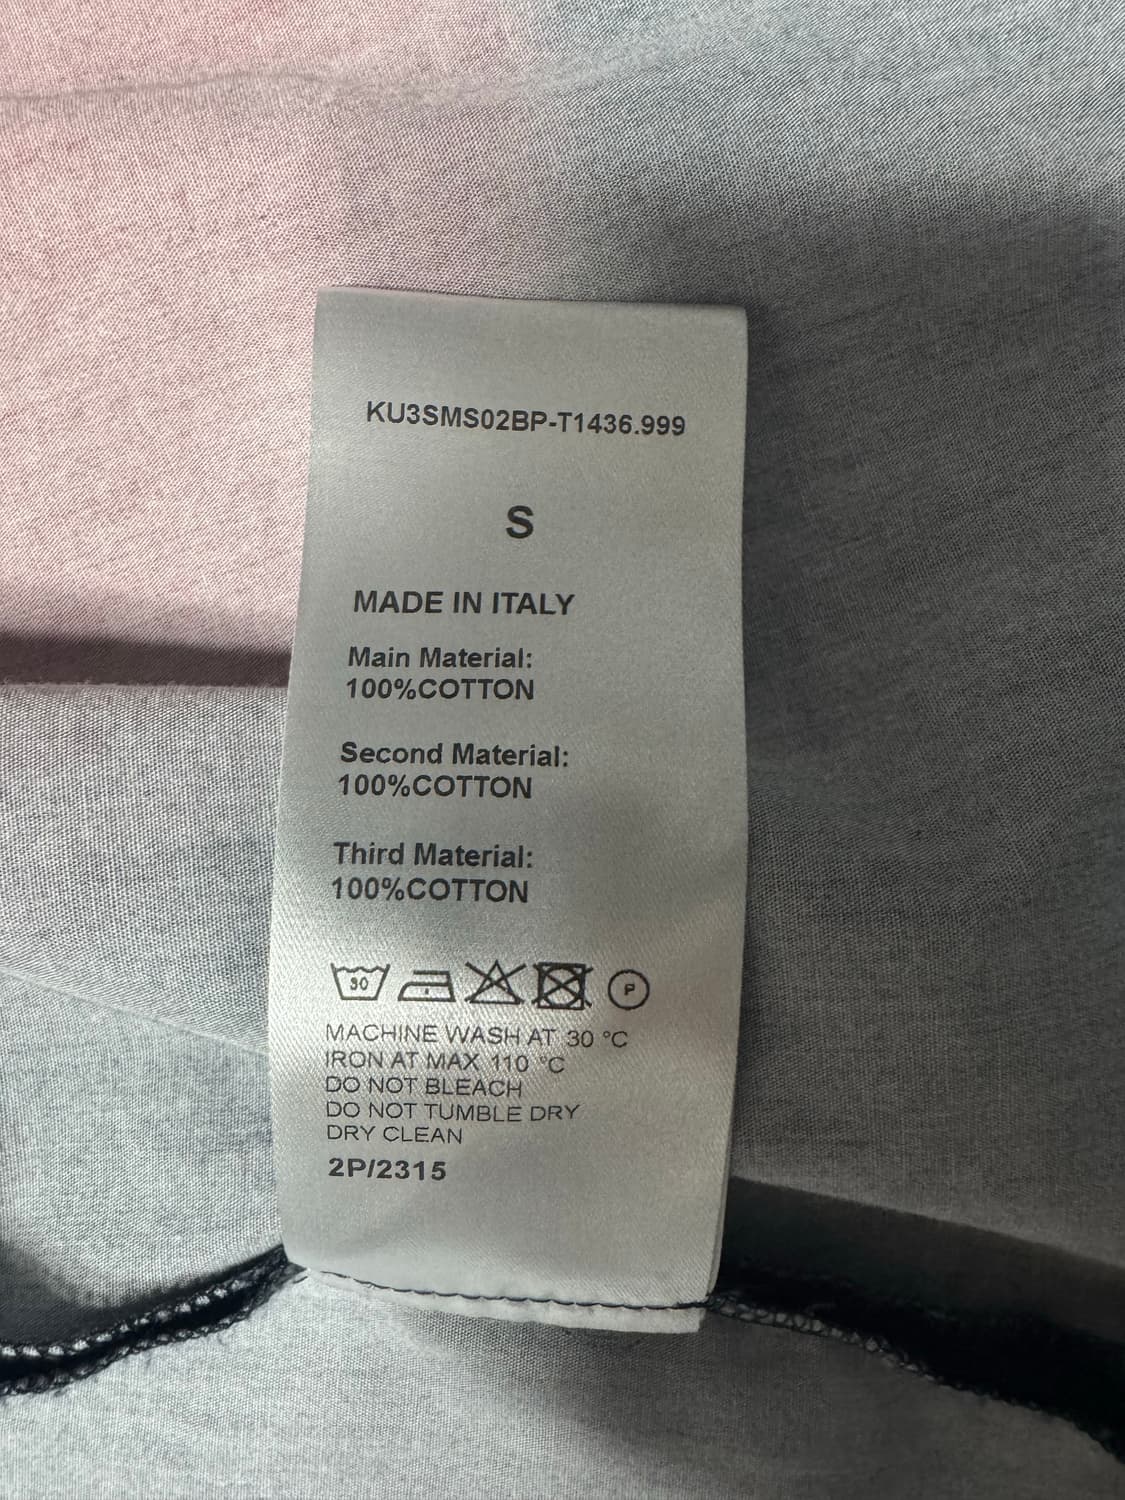 KU3SMS02BP-T1436.999
S
MADE IN ITALY
Main Material:
100%COTTON
Second Material:
100%COTTON
Third Material:
100%COTTON
30 P
MACHINE WASH AT 30 °C
IRON AT MAX 110 °C
DO NOT BLEACH
DO NOT TUMBLE DRY
DRY CLEAN
2P/2315